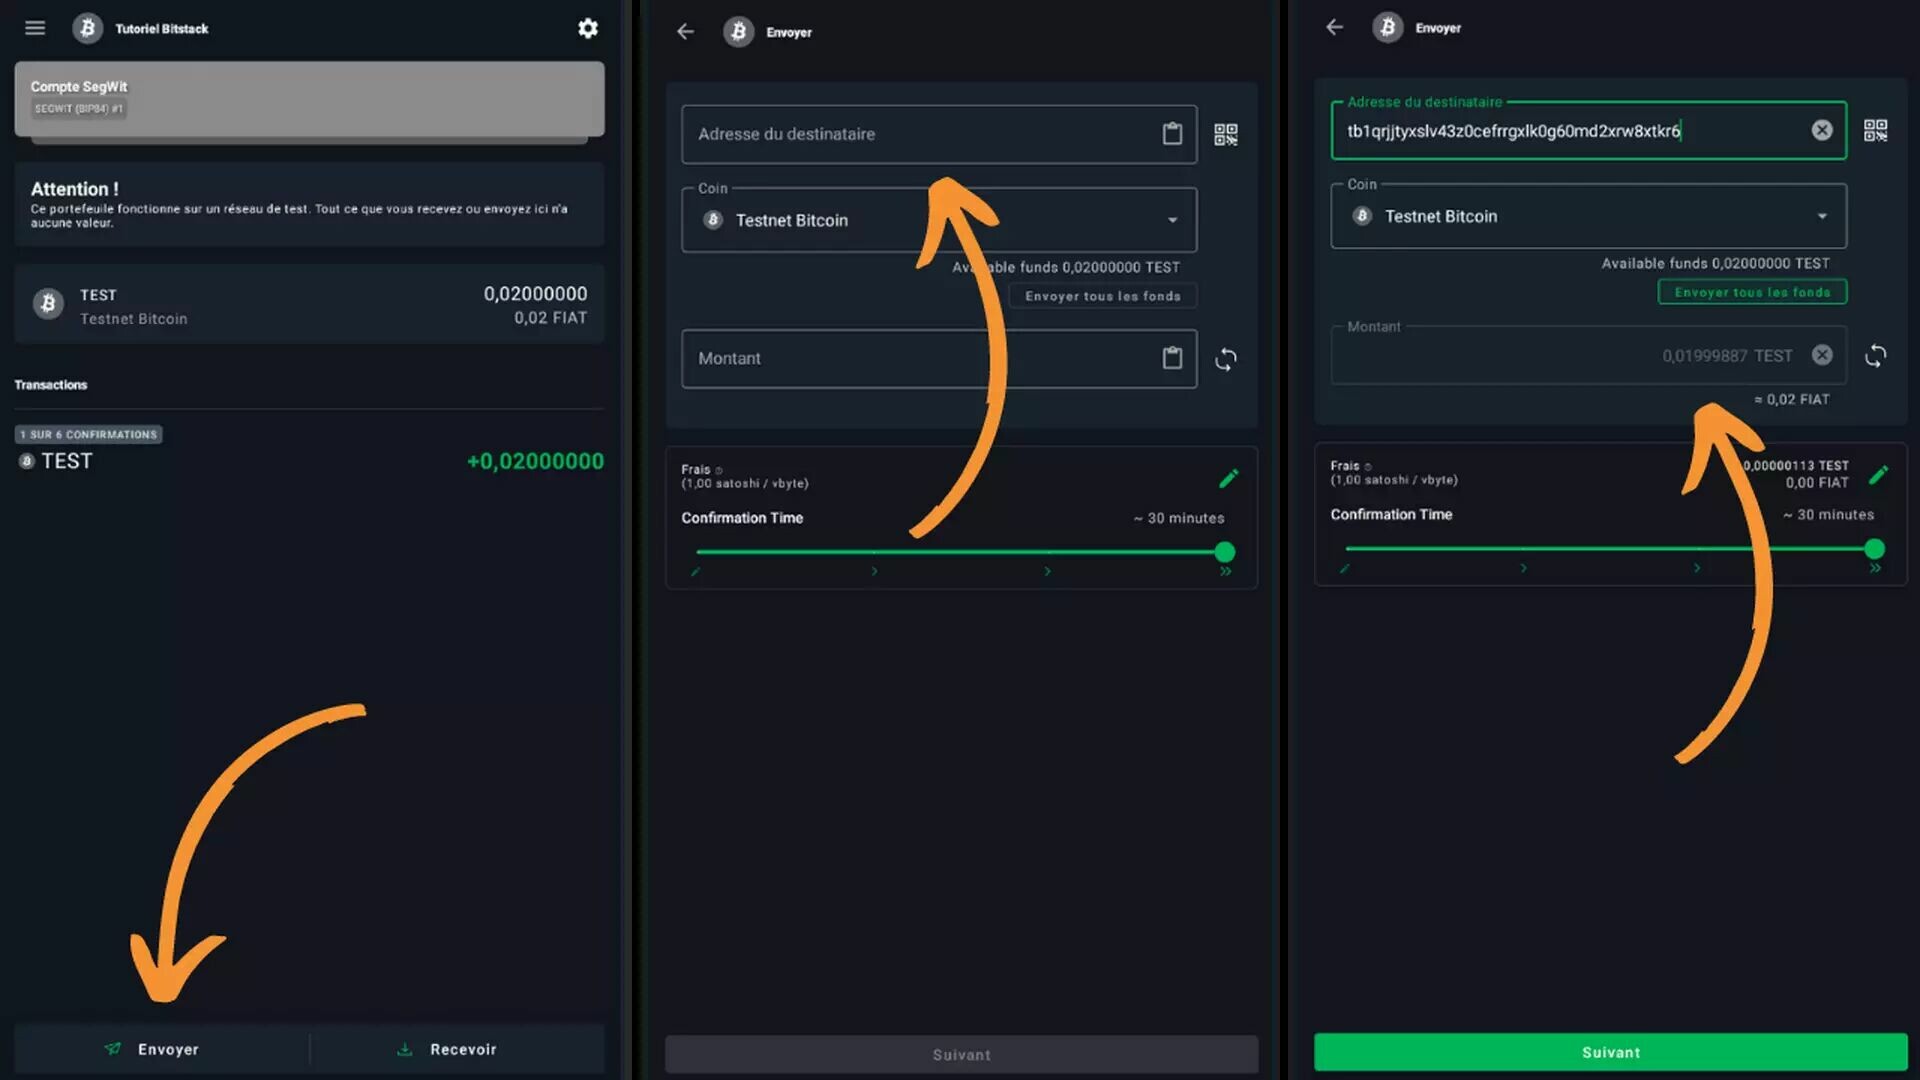 Tutoriel Bitstack
Compte SegWit
SEGWIT (BIP84) #1
Attention !
Ce portefeuile fonctionne sur un réseau de test. Tout ce que vous recevez ou envoyez ici n'a
aucune valeur.
TEST
0,02000000
Testnet Bitcoin
0,02 FIAT
Transactions
1 SUR 6 CONFIRMATIONS
TEST
+0,02000000
Envoyer
Recevoir
Envoyer
Adresse du destinataire
Coin
Testnet Bitcoin
funds 0,02000000 TEST
Envoyer tous les fonds
Montant
Frais
(1,00 satoshi / vbyte)
Confirmation Time
~ 30 minutes
Suivant
Envoyer
Adresse du destinataire
tb1qrjjtyxslv43z0cefrrgxlk0g60md2xrw8xtkr6
Coin
Testnet Bitcoin
Available funds 0,02000000 TEST
Envoyer tous les fonds
Montant
0,01999887 TEST
≈ 0,02 FIAT
Frais
0,00000113 TEST
(1,00 satoshi / vbyte)
0,00 FIAT
Confirmation Time
~ 30 minutes
Suivant